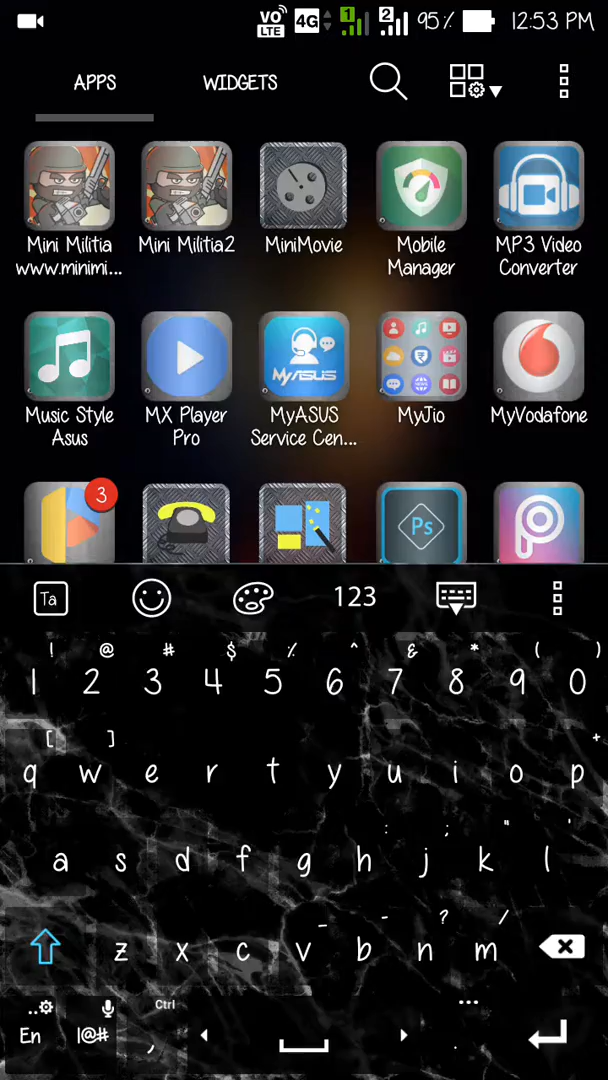 VO LTE 4G 1 2 95% 12:53 PM
APPS WIDGETS
Mini Militia www.minimi...
Mini Militia2
MiniMovie
Mobile Manager
MP3 Video Converter
MyASUS
Music Style Asus
MX Player Pro
MyASUS Service Cen...
MyJio
MyVodafone
3
Ps
Tà 123
! @ # $ % ^ & * ( )
1 2 3 4 5 6 7 8 9 0
[ ] +
q w e r t y u i o p
: ; " '
a s d f g h j k l
_ - ? /
z x c v b n m
Ctrl ...
En !@# , .